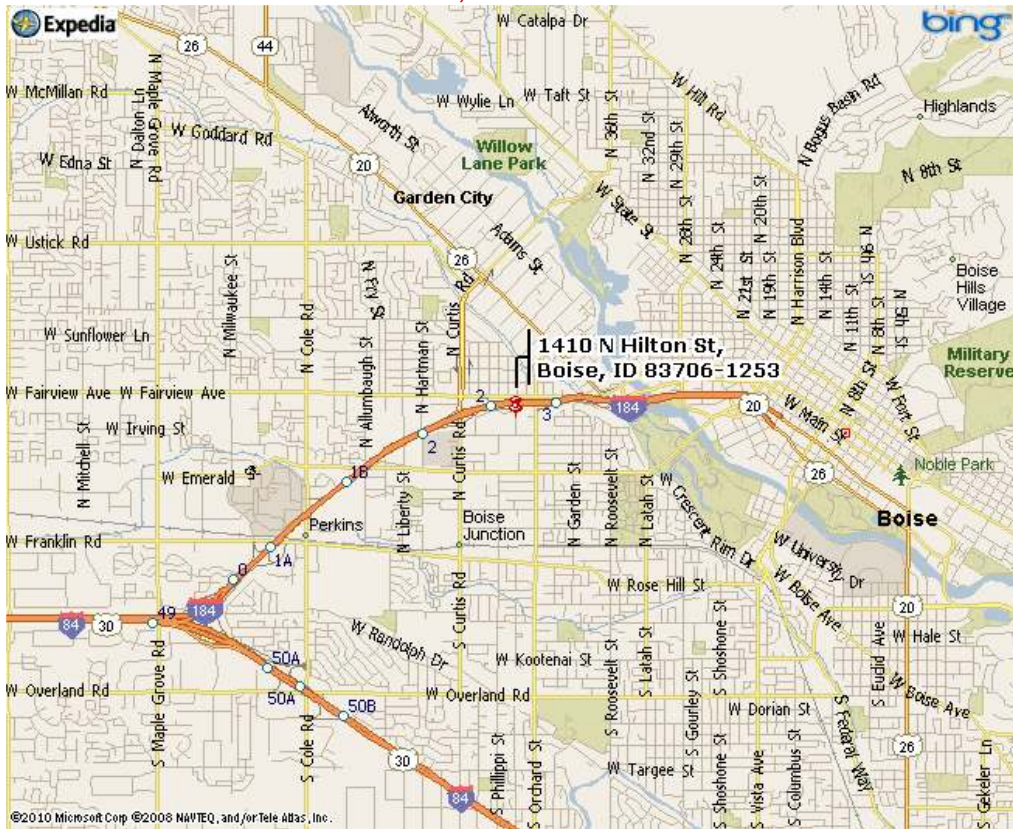 Expedia
bing
W Catalpa Dr
26
44
N Maple Grove Rd
W McMillan Rd
N Dalton Ln
W Goddard Rd
W Edna St
Alworth St
W Wylie Ln
W Taft St
N 36th St
W Hill Rd
N Bogus Basin Rd
Highlands
N 8th St
Willow
Lane Park
N 32nd St
N 29th St
20
Garden City
W State St
N 28th St
N 24th St
N 21st St
N 20th St
N 19th St
N Harrison Blvd
N 14th St
N 11th St
N 9th St
N 8th St
N 5th St
Boise
Hills
Village
W Ustick Rd
Adams St
26
N Milwaukee St
N Fry St
N Cole Rd
N Curtis Rd
W Sunflower Ln
N Allumbaugh St
N Hartman St
1410 N Hilton St,
Boise, ID 83706-1253
Military
Reserve
W Fairview Ave
W Fairview Ave
2
3
184
20
W Main St
N 6th St
W Fort St
W Irving St
N Mitchell St
2
26
Noble Park
W Emerald St
1B
N Liberty St
N Curtis Rd
N Garden St
N Roosevelt St
N Latah St
W Crescent Rim Dr
Perkins
Boise
Junction
Boise
W Franklin Rd
1A
W University Dr
0
W Rose Hill St
W Boise Ave
184
49
84
30
20
W Hale St
W Randolph Dr
S Curtis Rd
W Kootenai St
S Roosevelt St
S Latah St
S Shoshone St
S Euclid Ave
W Boise Ave
50A
W Overland Rd
50A
W Overland Rd
50B
S Maple Grove Rd
S Cole Rd
S Gourley St
W Dorian St
S Federal Way
30
S Phillippi St
S Orchard St
W Targee St
S Shoshone St
S Vista Ave
S Columbus St
26
S Gekeler Ln
84
©2010 Microsoft Corp ©2008 NAVTEQ, and/or Tele Atlas, Inc.